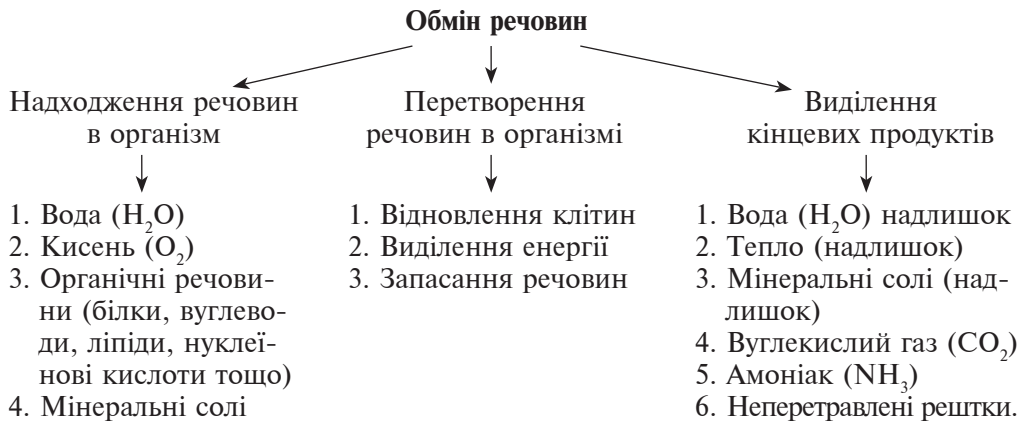 Обмін речовин
Надходження речовин
в організм
1. Вода (H₂O)
2. Кисень (O₂)
3. Органічні речови-
ни (білки, вуглево-
ди, ліпіди, нуклеї-
нові кислоти тощо)
4. Мінеральні солі
Перетворення
речовин в організмі
1. Відновлення клітин
2. Виділення енергії
3. Запасання речовин
Виділення
кінцевих продуктів
1. Вода (H₂O) надлишок
2. Тепло (надлишок)
3. Мінеральні солі (над-
лишок)
4. Вуглекислий газ (CO₂)
5. Амоніак (NH₃)
6. Неперетравлені рештки.